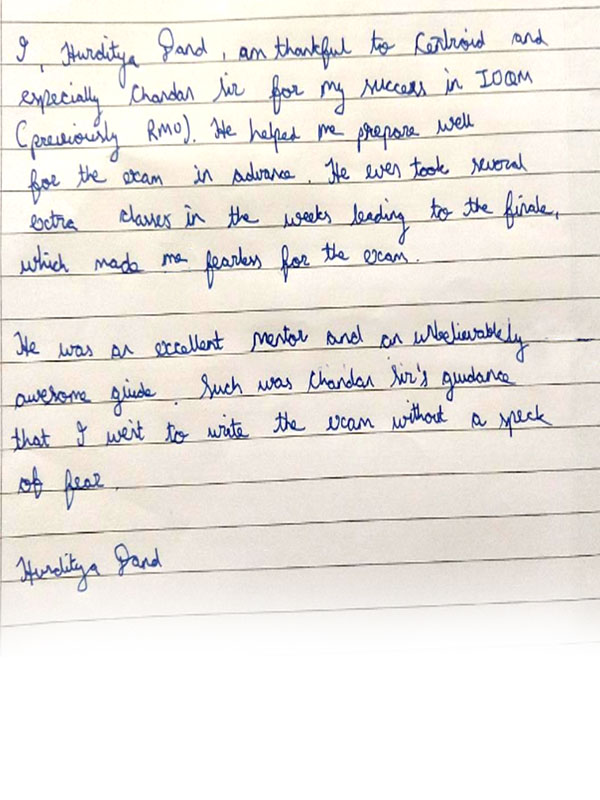 I, Hurditya Dand, am thankful to Centroid and
especially Chandan Sir for my success in IOQM
(previously RMO). He helped me prepare well
for the exam in advance. He even took several
extra classes in the weeks leading to the finale,
which made me fearless for the exam.
He was an excellent mentor and an unbelievably
awesome giude. Such was Chandan Sir's guidance
that I went to write the exam without a speck
of fear.
Hurditya Dand